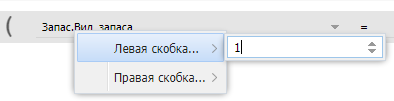 ( Запас.Вид_запаса =
Левая скобка... > 1
Правая скобка... >